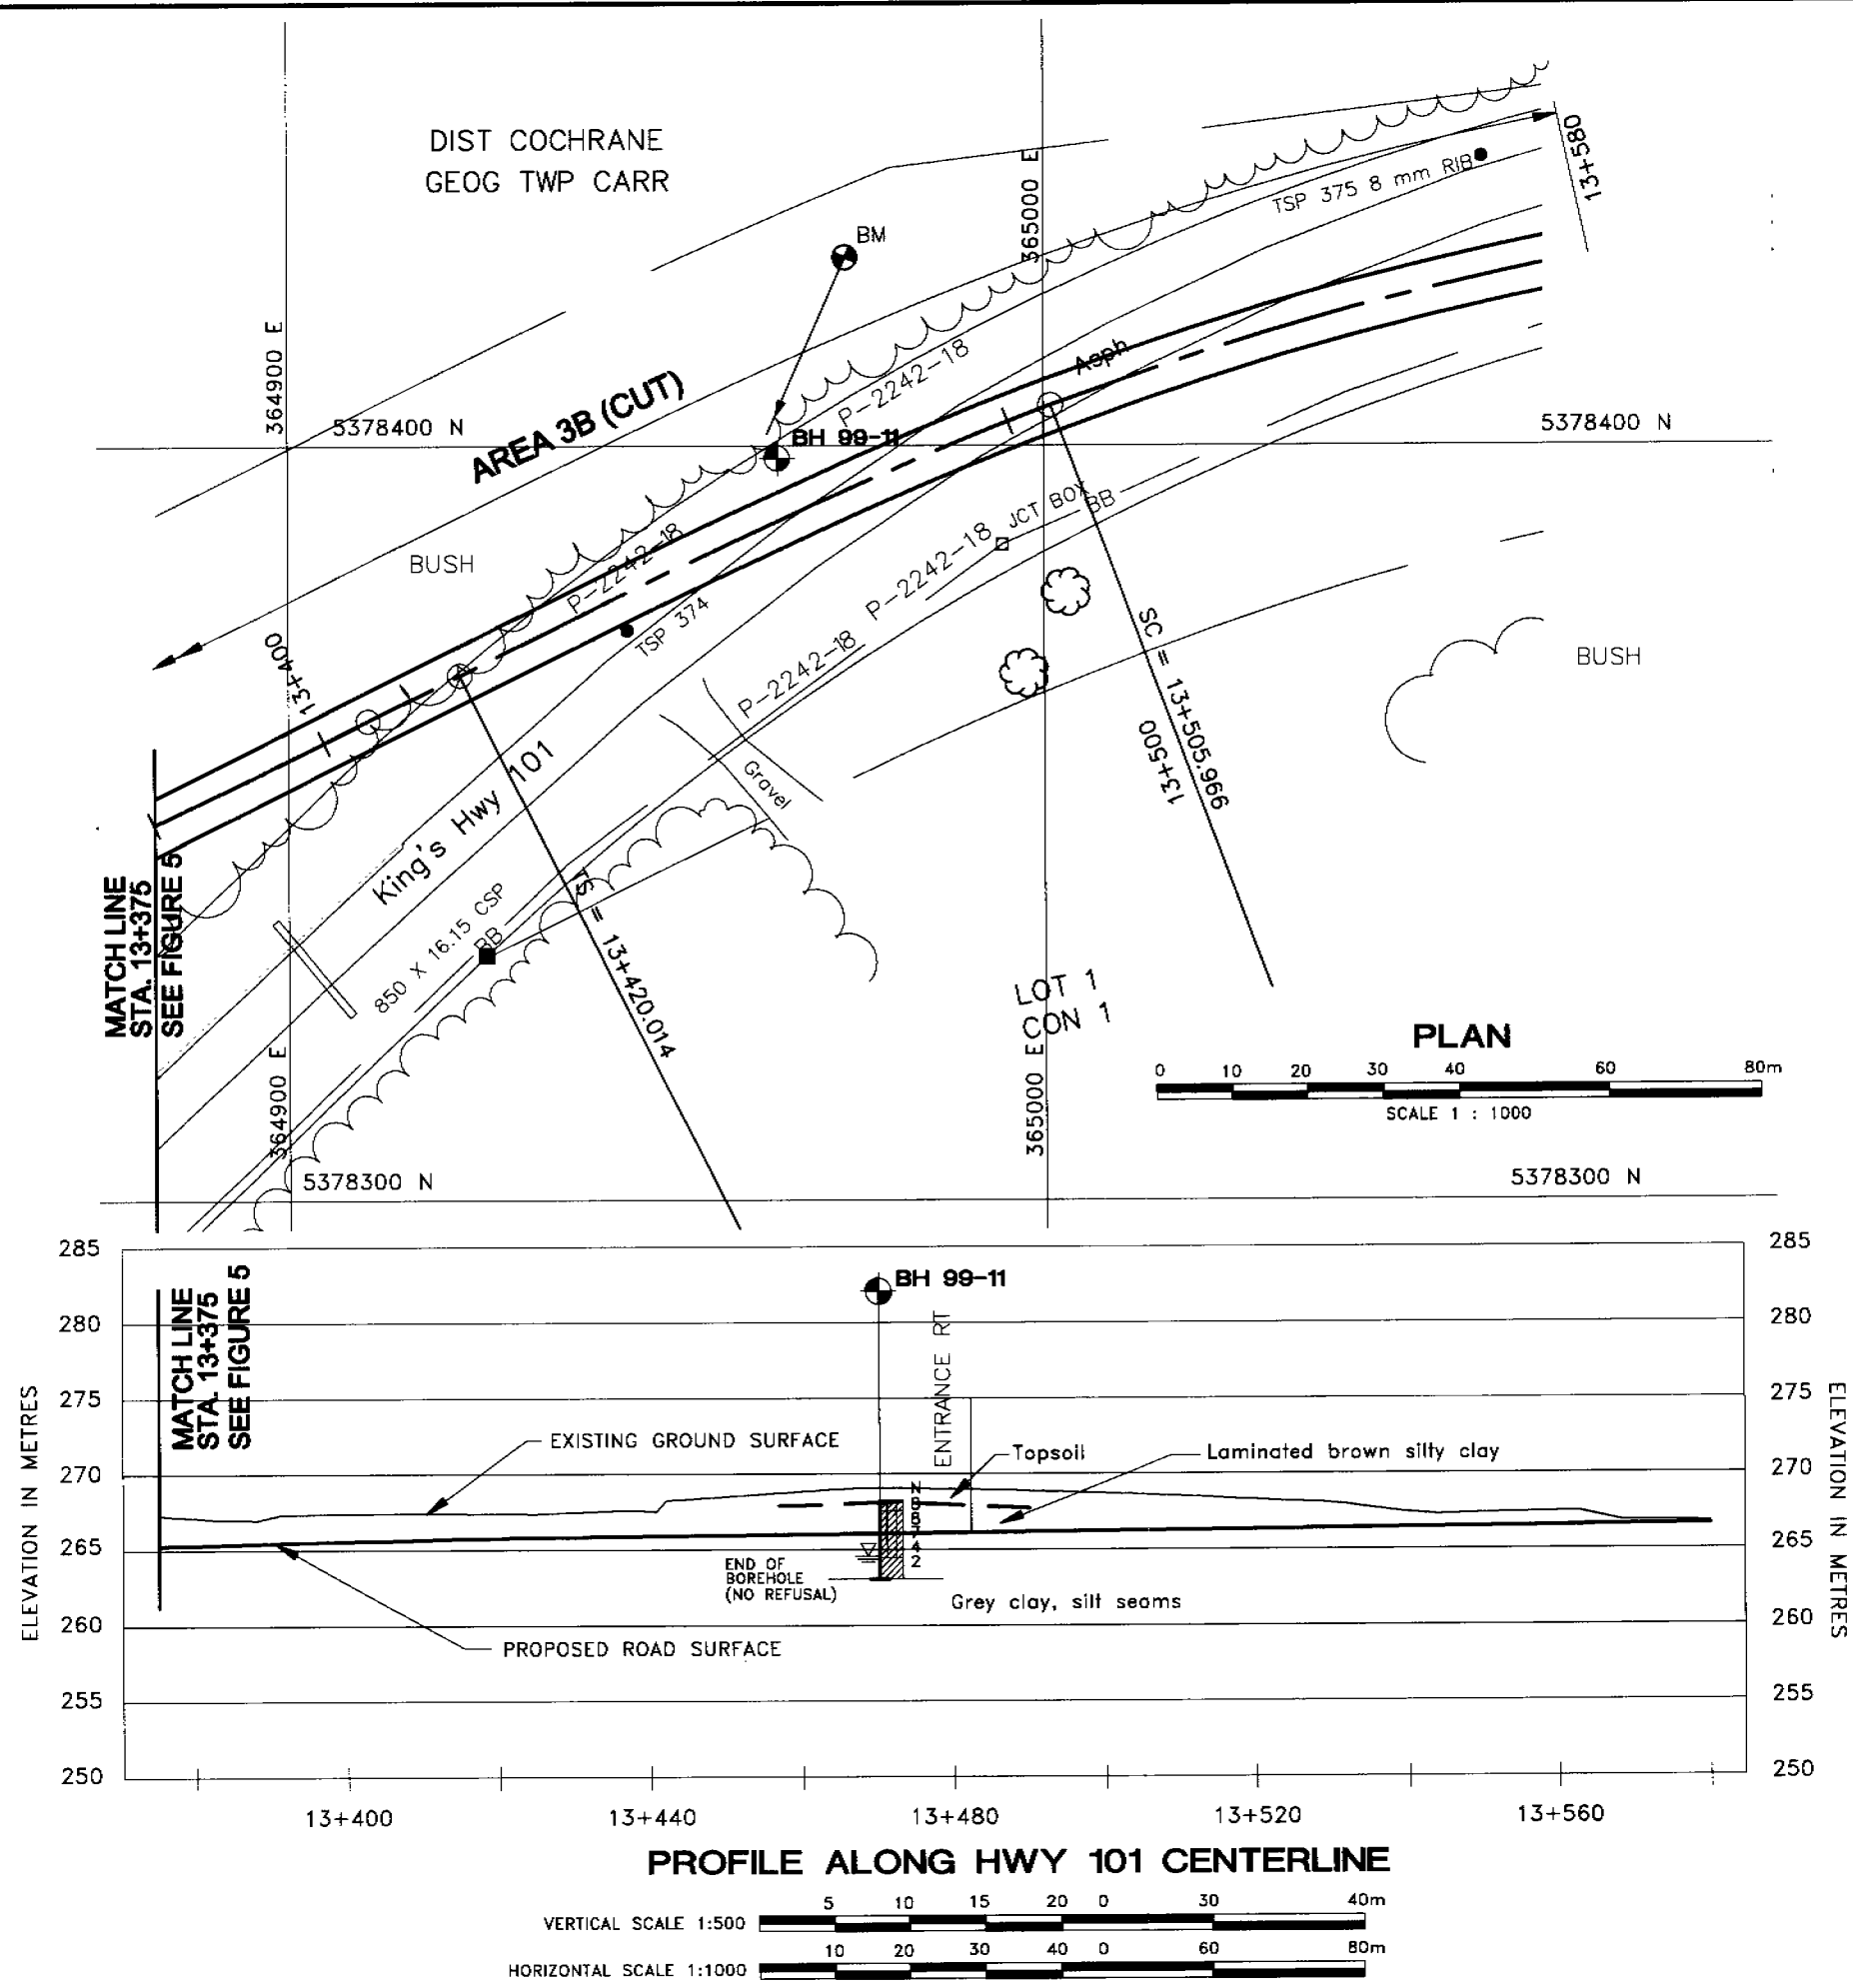 DIST COCHRANE
GEOG TWP CARR
BM
365000 E
TSP 375 8 mm RIB
13+580
364900 E
5378400 N
AREA 3B (CUT)
P-2242-18
Asph
BH 99-11
5378400 N
BUSH
P-2242-18
TSP 374
P-2242-18
JCT BOX
BB
13+400
P-2242-18
SC = 13+505.966
13+500
BUSH
King's Hwy 101
Gravel
MATCH LINE
STA. 13+375
SEE FIGURE 5
850 X 16.15 CSP
BB
TS = 13+420.014
LOT 1
CON 1
364900 E
365000 E
PLAN
0 10 20 30 40 60 80m
SCALE 1 : 1000
5378300 N
5378300 N
285
280
275
270
265
260
255
250
ELEVATION IN METRES
MATCH LINE
STA. 13+375
SEE FIGURE 5
BH 99-11
ENTRANCE RT
EXISTING GROUND SURFACE
Topsoil
Laminated brown silty clay
N
8
8
7
4
2
END OF
BOREHOLE
(NO REFUSAL)
Grey clay, silt seams
PROPOSED ROAD SURFACE
285
280
275
270
265
260
255
250
ELEVATION IN METRES
13+400 13+440 13+480 13+520 13+560
PROFILE ALONG HWY 101 CENTERLINE
5 10 15 20 0 30 40m
VERTICAL SCALE 1:500
10 20 30 40 0 60 80m
HORIZONTAL SCALE 1:1000